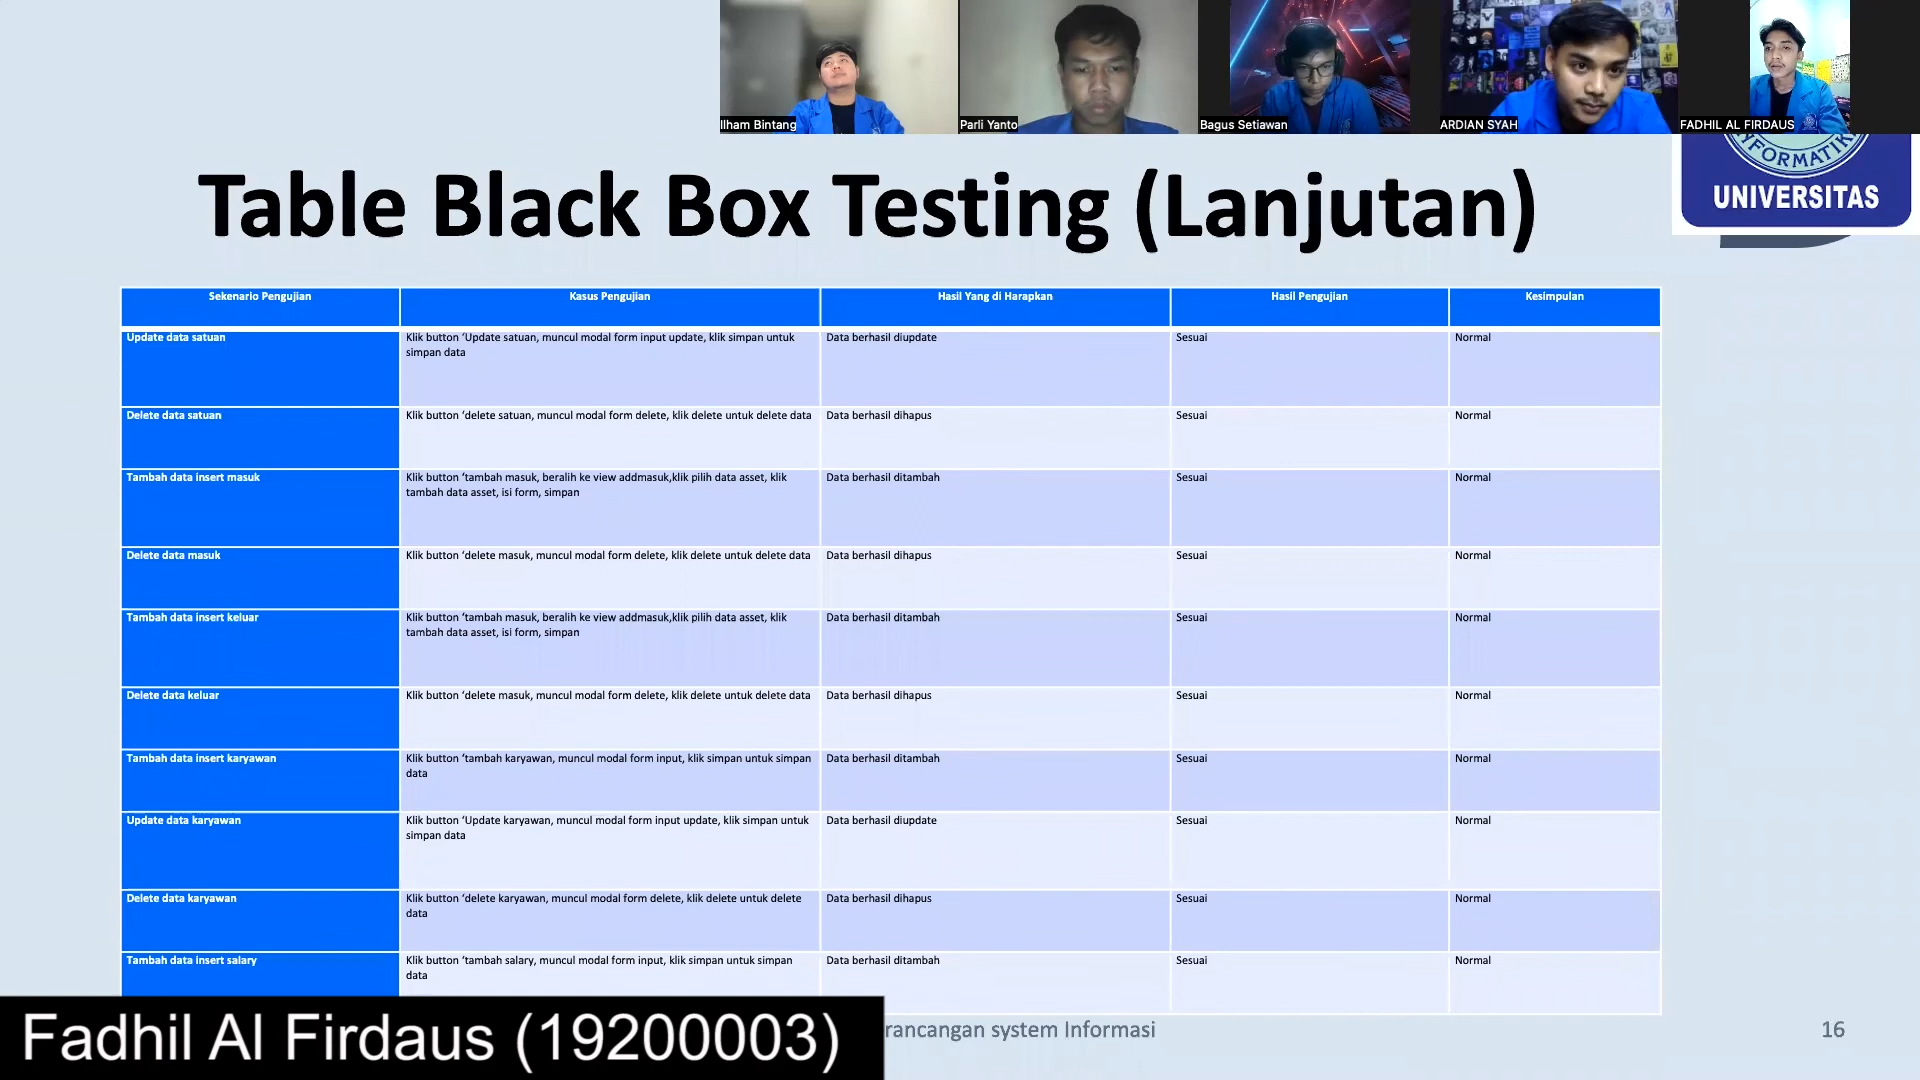 Ilham Bintang
Parli Yanto
Bagus Setiawan
ARDIAN SYAH
FADHIL AL FIRDAUS
INFORMATIKA
UNIVERSITAS
Table Black Box Testing (Lanjutan)
Sekenario Pengujian Kasus Pengujian Hasil Yang di Harapkan Hasil Pengujian Kesimpulan
Update data satuan Klik button ‘Update satuan, muncul modal form input update, klik simpan untuk Data berhasil diupdate Sesuai Normal
simpan data
Delete data satuan Klik button ‘delete satuan, muncul modal form delete, klik delete untuk delete data Data berhasil dihapus Sesuai Normal
Tambah data insert masuk Klik button ‘tambah masuk, beralih ke view addmasuk,klik pilih data asset, klik Data berhasil ditambah Sesuai Normal
tambah data asset, isi form, simpan
Delete data masuk Klik button ‘delete masuk, muncul modal form delete, klik delete untuk delete data Data berhasil dihapus Sesuai Normal
Tambah data insert keluar Klik button ‘tambah masuk, beralih ke view addmasuk,klik pilih data asset, klik Data berhasil ditambah Sesuai Normal
tambah data asset, isi form, simpan
Delete data keluar Klik button ‘delete masuk, muncul modal form delete, klik delete untuk delete data Data berhasil dihapus Sesuai Normal
Tambah data insert karyawan Klik button ‘tambah karyawan, muncul modal form input, klik simpan untuk simpan Data berhasil ditambah Sesuai Normal
data
Update data karyawan Klik button ‘Update karyawan, muncul modal form input update, klik simpan untuk Data berhasil diupdate Sesuai Normal
simpan data
Delete data karyawan Klik button ‘delete karyawan, muncul modal form delete, klik delete untuk delete Data berhasil dihapus Sesuai Normal
data
Tambah data insert salary Klik button ‘tambah salary, muncul modal form input, klik simpan untuk simpan Data berhasil ditambah Sesuai Normal
data
Fadhil Al Firdaus (19200003)
rancangan system Informasi
16